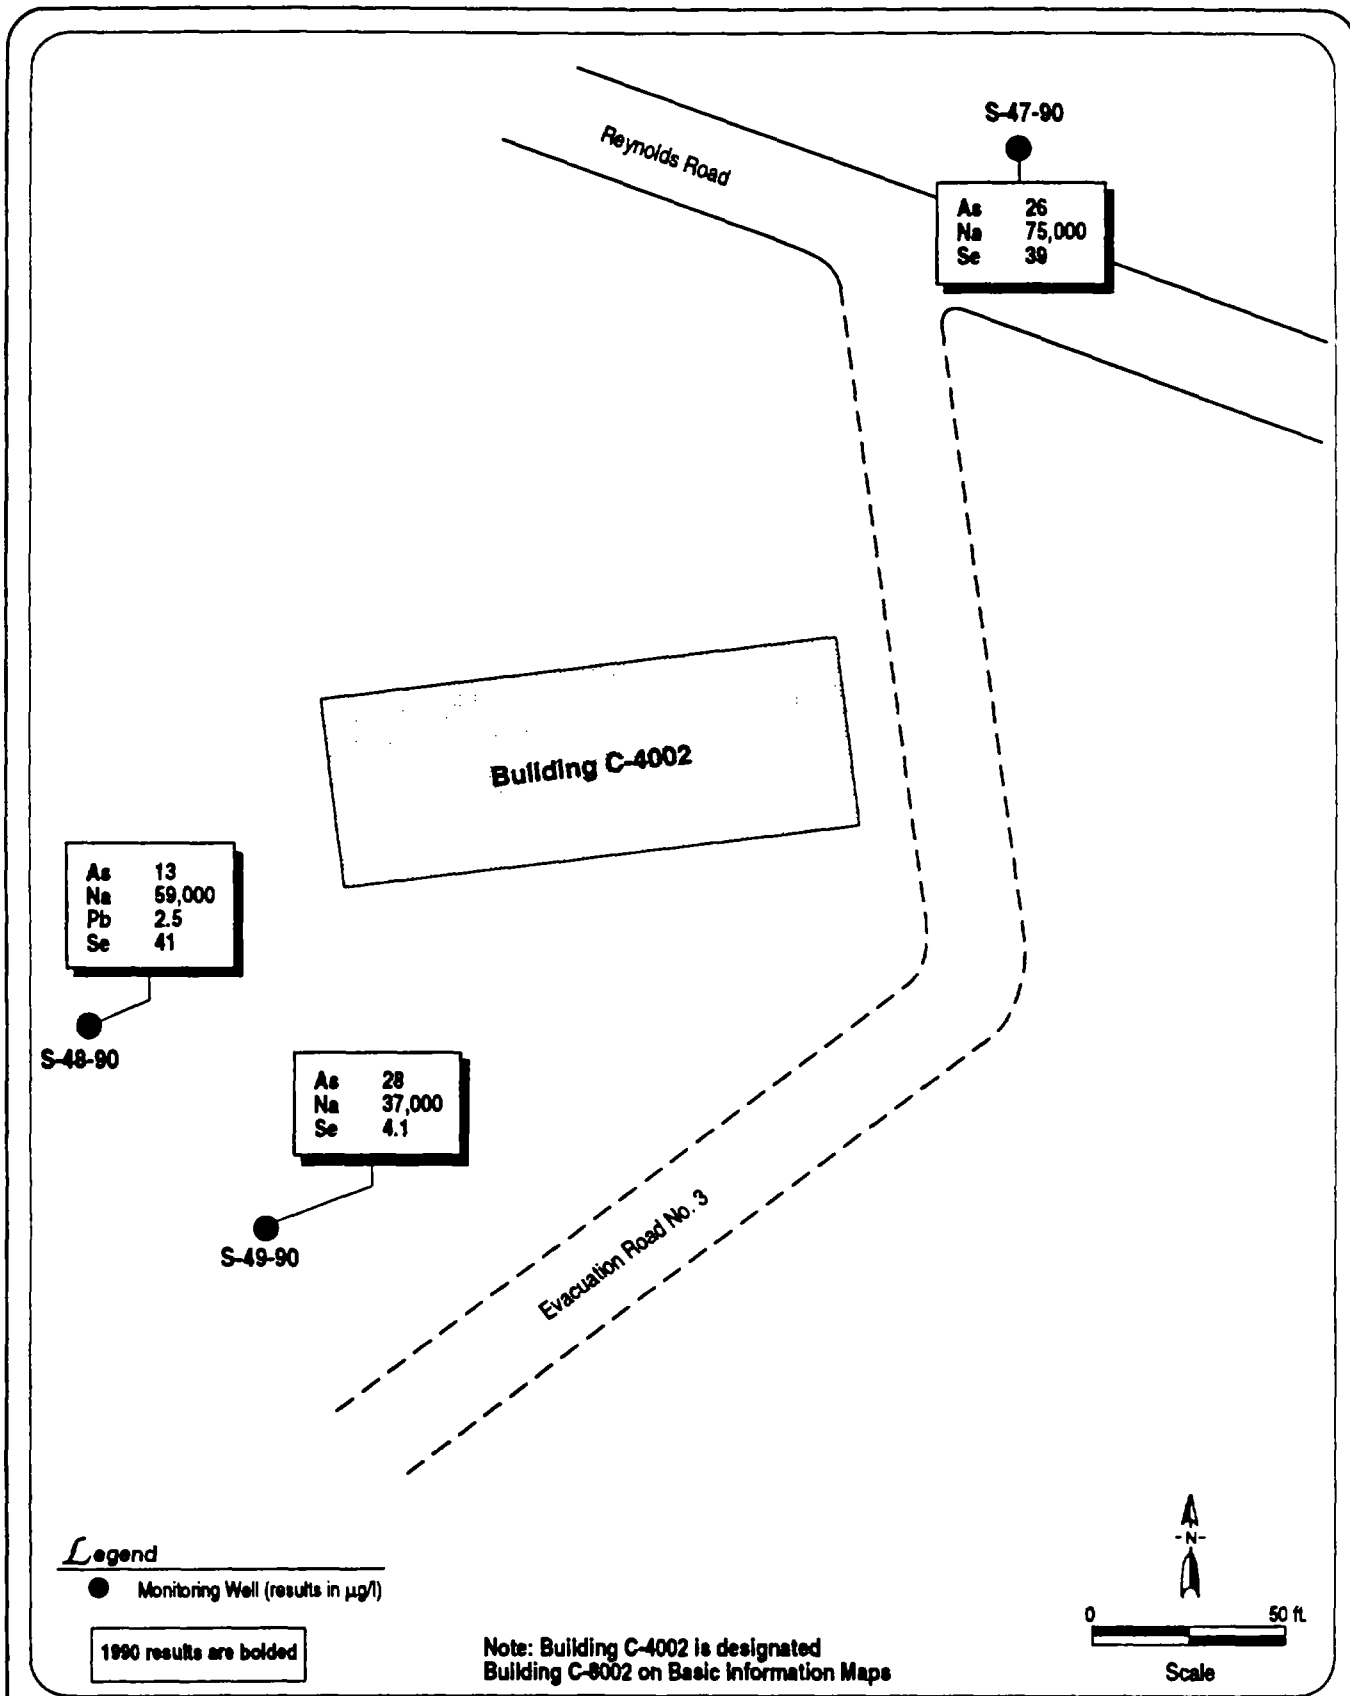 S-47-90
Reynolds Road
As 26
Na 75,000
Se 39
Building C-4002
As 13
Na 59,000
Pb 2.5
Se 41
S-48-90
As 28
Na 37,000
Se 4.1
S-49-90
Evacuation Road No. 3
Legend
Monitoring Well (results in µg/l)
1990 results are bolded
Note: Building C-4002 is designated
Building C-8002 on Basic Information Maps
-N-
0 50 ft.
Scale